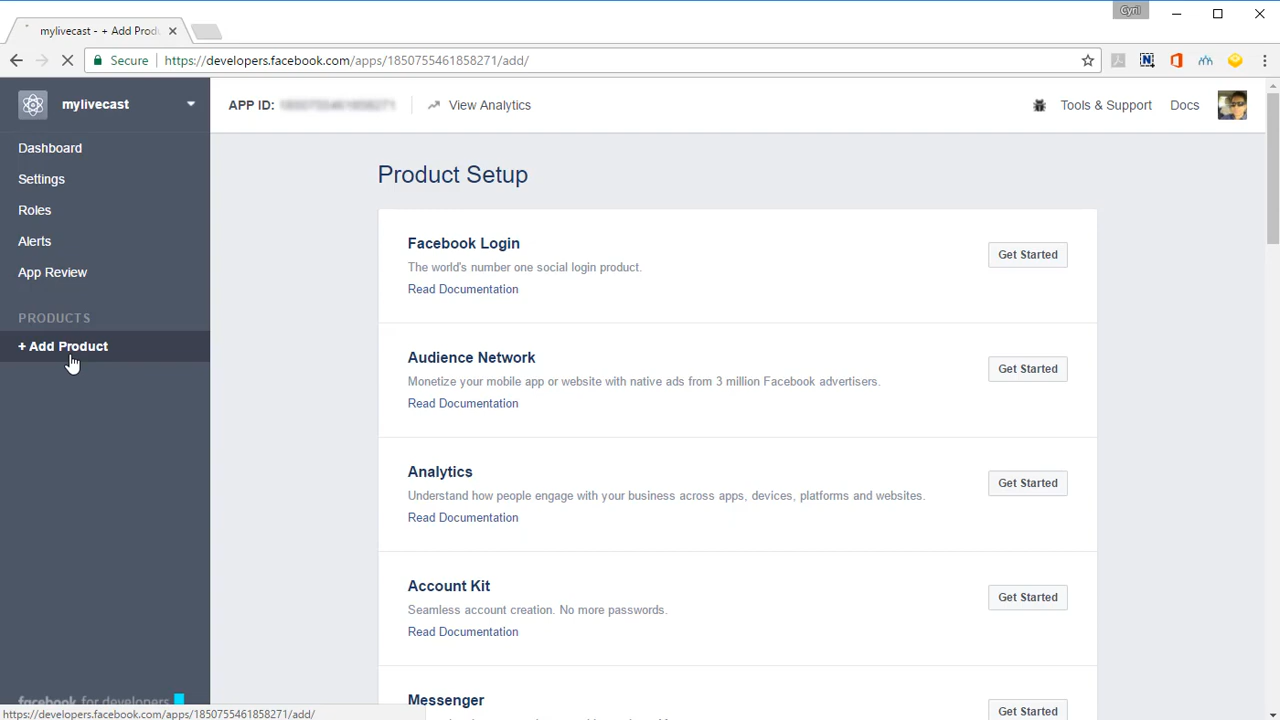 Cyril
mylivecast - + Add Produ
Secure https://developers.facebook.com/apps/1850755461858271/add/
mylivecast
APP ID:
View Analytics
Tools & Support
Docs
Dashboard
Settings
Roles
Alerts
App Review
PRODUCTS
+ Add Product
Product Setup
Facebook Login
The world's number one social login product.
Read Documentation
Get Started
Audience Network
Monetize your mobile app or website with native ads from 3 million Facebook advertisers.
Read Documentation
Get Started
Analytics
Understand how people engage with your business across apps, devices, platforms and websites.
Read Documentation
Get Started
Account Kit
Seamless account creation. No more passwords.
Read Documentation
Get Started
Messenger
Get Started
facebook for developers
https://developers.facebook.com/apps/1850755461858271/add/